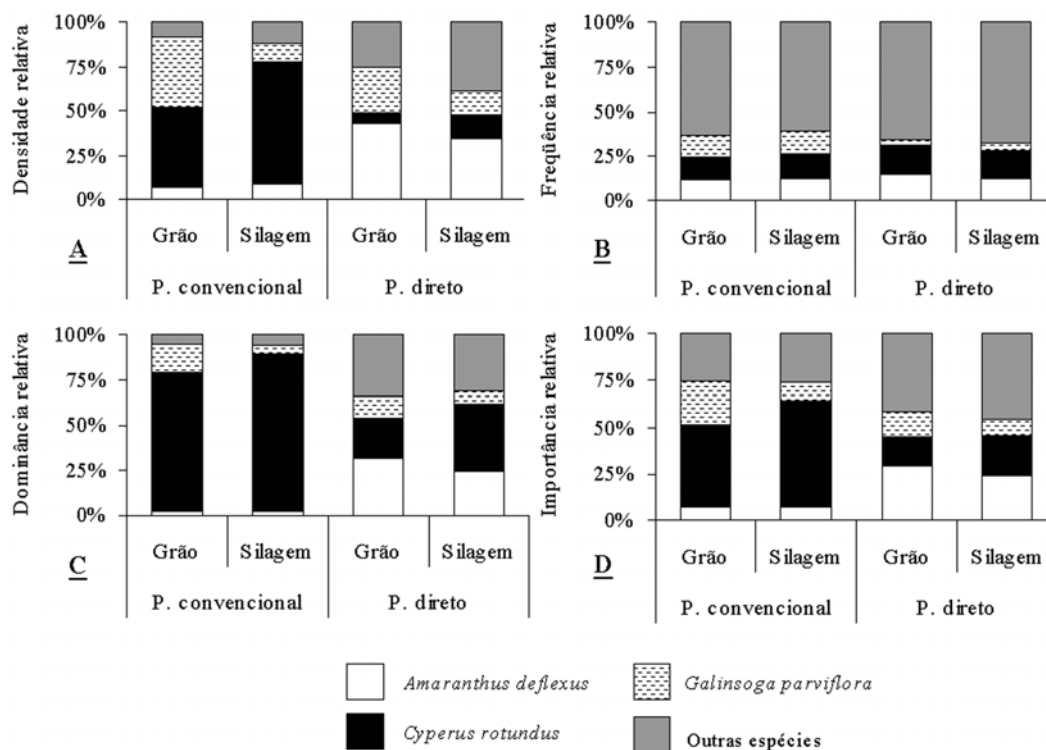 Densidade relativa
100%
75%
50%
25%
0%
Grão Silagem Grão Silagem
A
P. convencional P. direto
Freqüência relativa
100%
75%
50%
25%
0%
Grão Silagem Grão Silagem
B
P. convencional P. direto
Dominância relativa
100%
75%
50%
25%
0%
Grão Silagem Grão Silagem
C
P. convencional P. direto
Importância relativa
100%
75%
50%
25%
0%
Grão Silagem Grão Silagem
D
P. convencional P. direto
Amaranthus deflexus
Galinsoga parviflora
Cyperus rotundus
Outras espécies